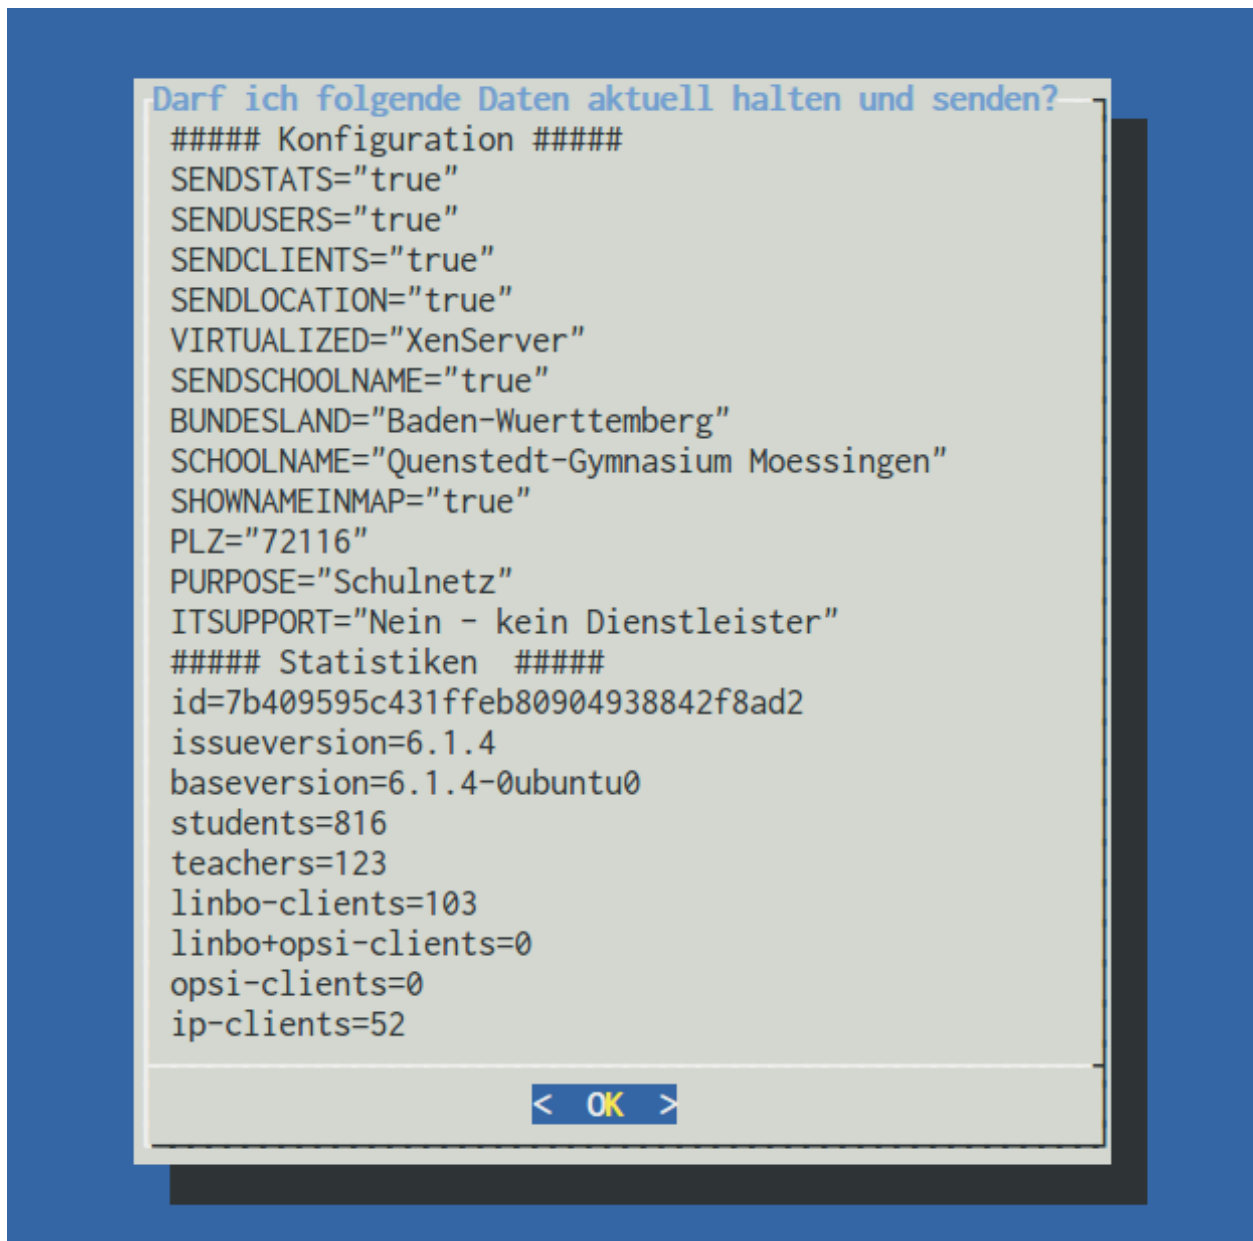 Darf ich folgende Daten aktuell halten und senden?
##### Konfiguration #####
SENDSTATS="true"
SENDUSERS="true"
SENDCLIENTS="true"
SENDLOCATION="true"
VIRTUALIZED="XenServer"
SENDSCHOOLNAME="true"
BUNDESLAND="Baden-Wuerttemberg"
SCHOOLNAME="Quenstedt-Gymnasium Moessingen"
SHOWNAMEINMAP="true"
PLZ="72116"
PURPOSE="Schulnetz"
ITSUPPORT="Nein - kein Dienstleister"
##### Statistiken  #####
id=7b409595c431ffeb80904938842f8ad2
issueversion=6.1.4
baseversion=6.1.4-0ubuntu0
students=816
teachers=123
linbo-clients=103
linbo+opsi-clients=0
opsi-clients=0
ip-clients=52
<  OK  >